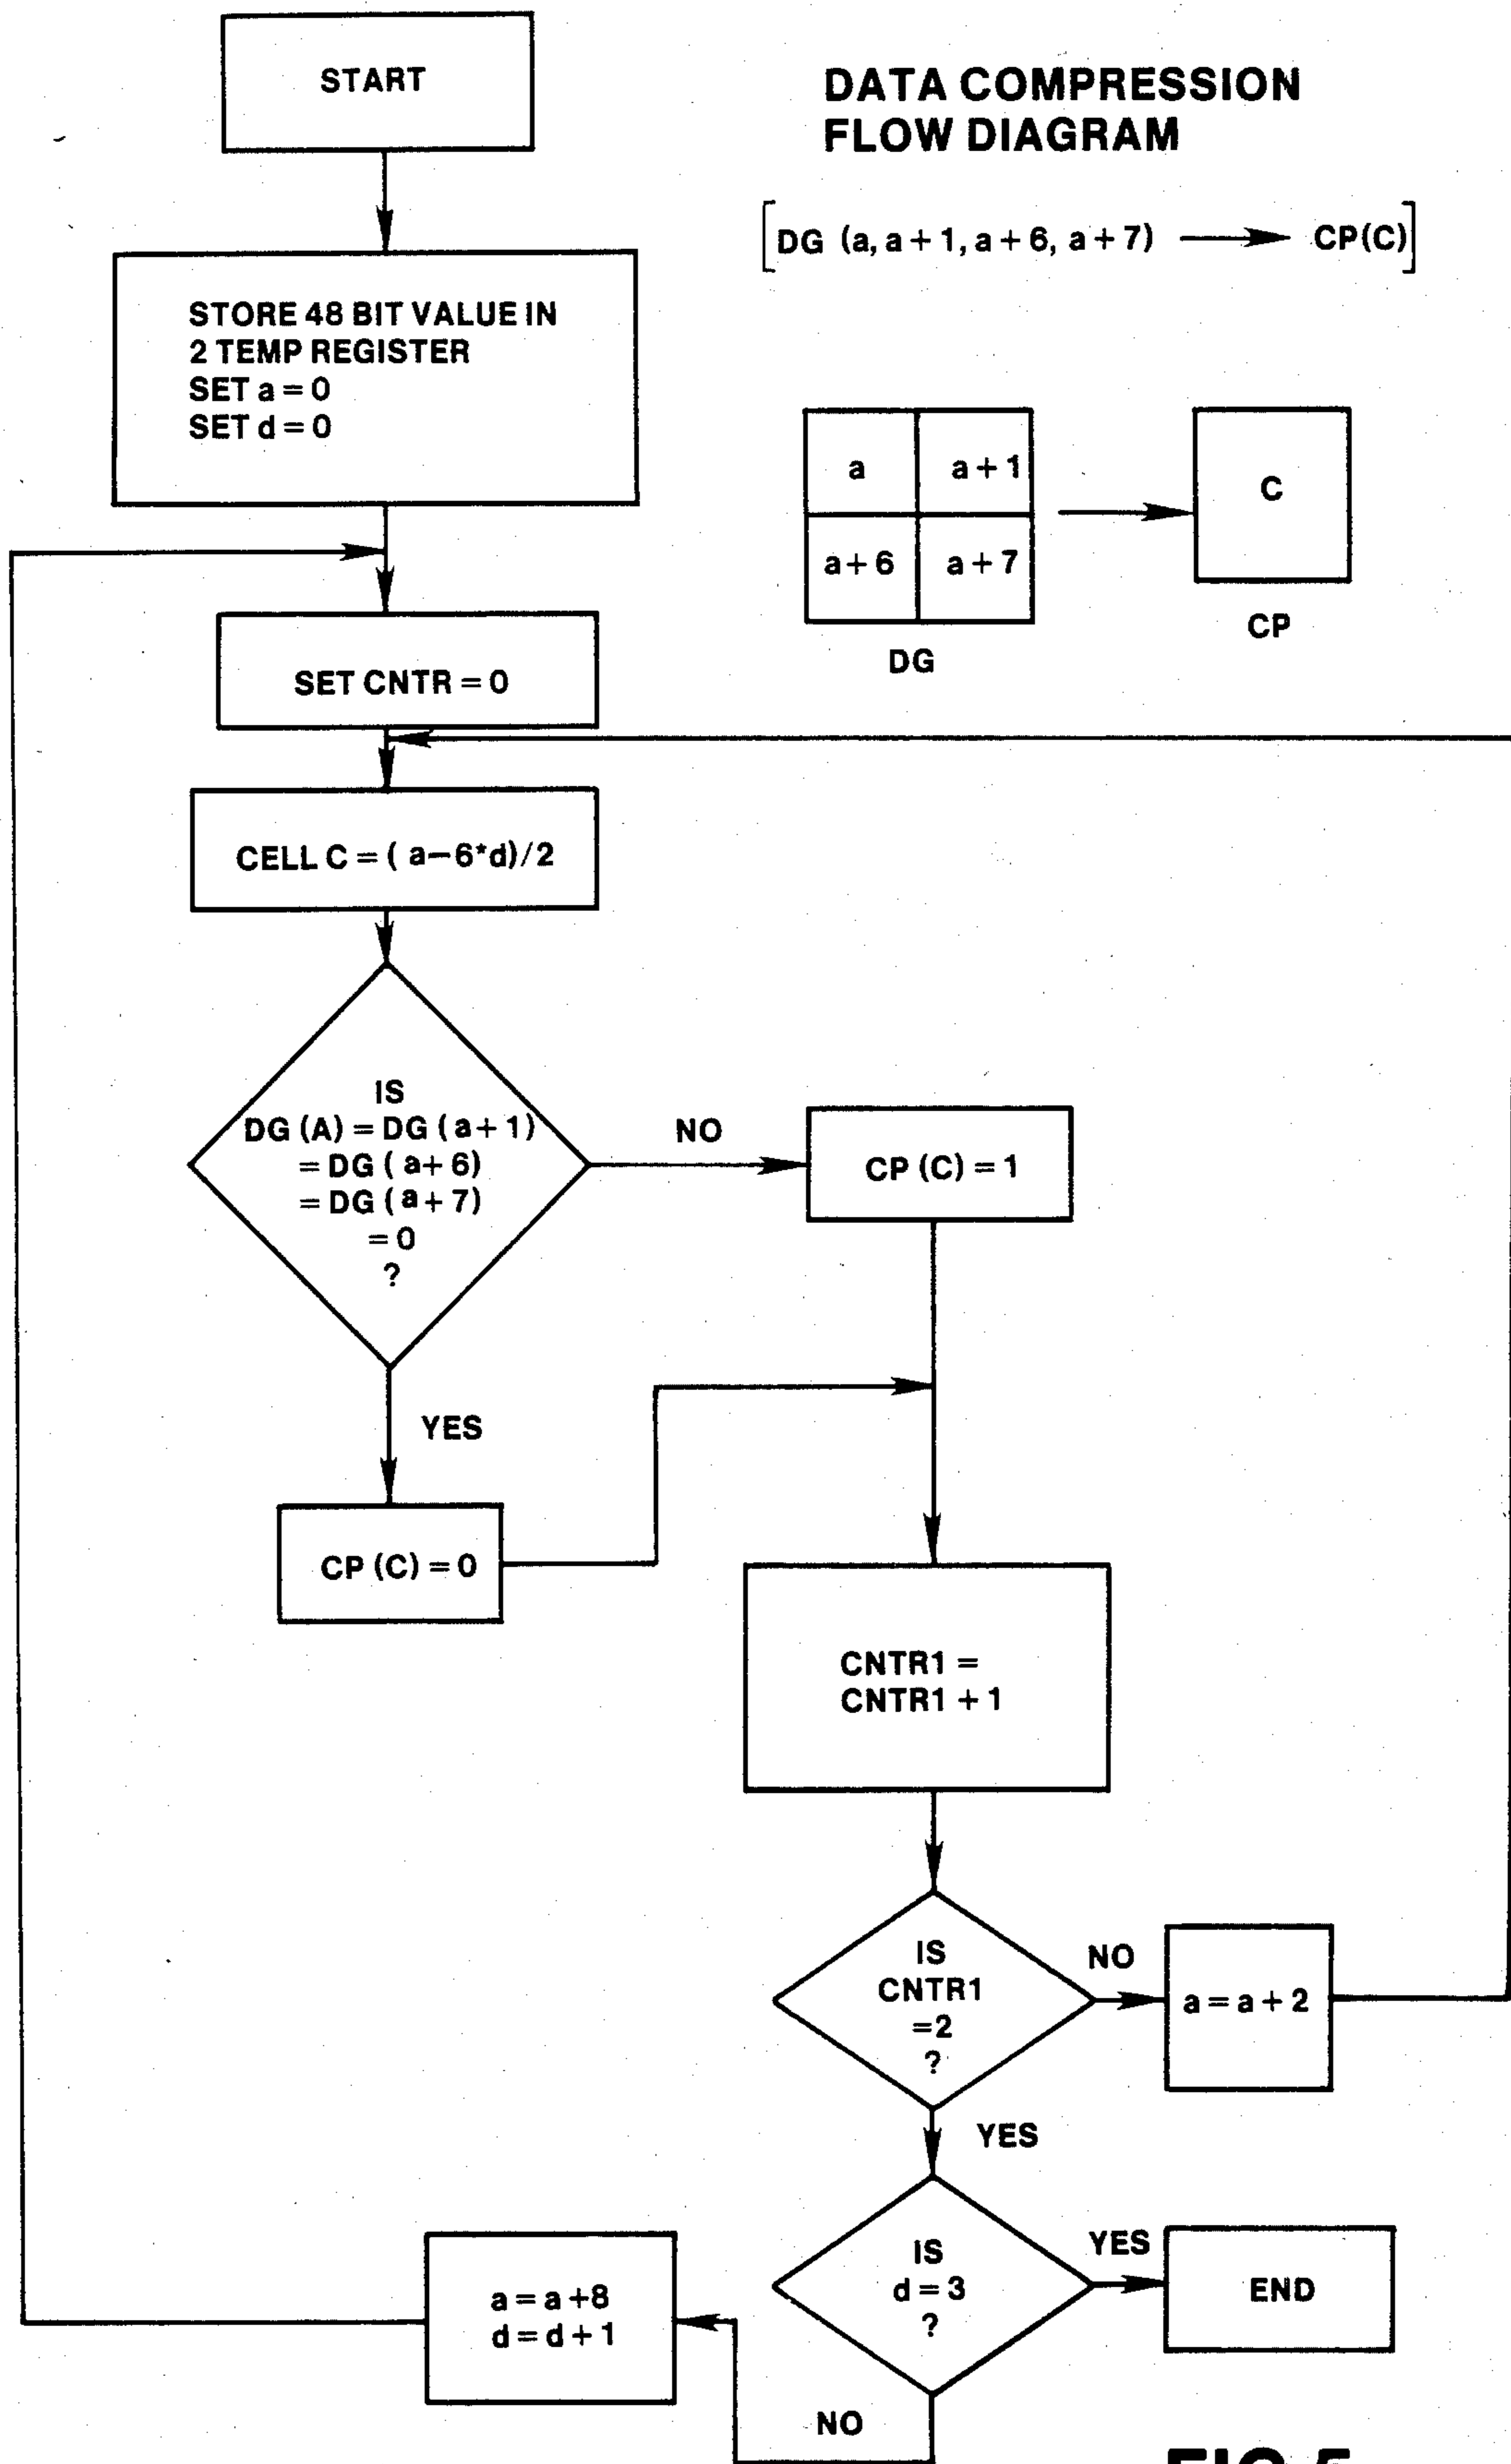 START
DATA COMPRESSION
FLOW DIAGRAM
[DG (a, a + 1, a + 6, a + 7) → CP(C)]
STORE 48 BIT VALUE IN
2 TEMP REGISTER
SET a = 0
SET d = 0
a
a + 1
a + 6
a + 7
DG
C
CP
SET CNTR = 0
CELL C = ( a−6*d)/2
IS
DG (A) = DG ( a + 1)
= DG ( a + 6)
= DG ( a + 7)
= 0
?
NO
CP (C) = 1
YES
CP (C) = 0
CNTR1 =
CNTR1 + 1
IS
CNTR1
=2
?
NO
a = a + 2
YES
IS
d = 3
?
YES
END
NO
a = a +8
d = d + 1